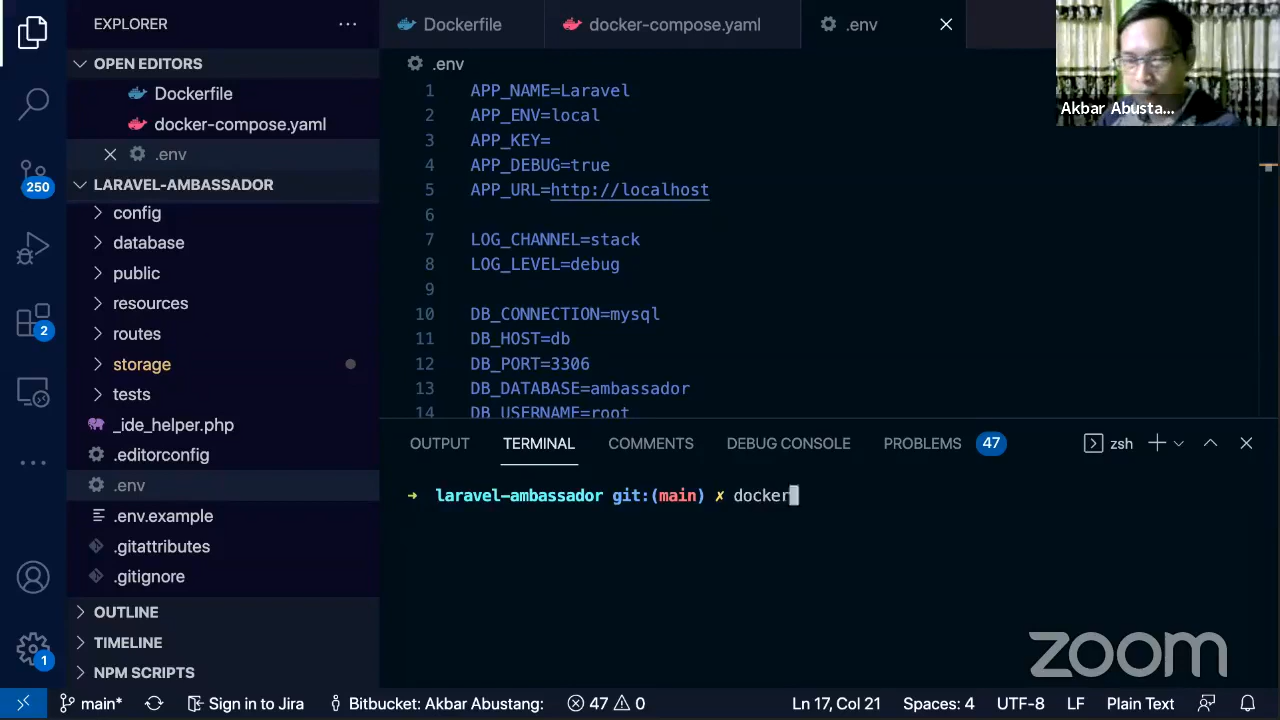 EXPLORER
OPEN EDITORS
Dockerfile
docker-compose.yaml
.env
LARAVEL-AMBASSADOR
config
database
public
resources
routes
storage
tests
_ide_helper.php
.editorconfig
.env
.env.example
.gitattributes
.gitignore
OUTLINE
TIMELINE
NPM SCRIPTS
250
2
1
Dockerfile
docker-compose.yaml
.env
.env
1 APP_NAME=Laravel
2 APP_ENV=local
3 APP_KEY=
4 APP_DEBUG=true
5 APP_URL=http://localhost
6
7 LOG_CHANNEL=stack
8 LOG_LEVEL=debug
9
10 DB_CONNECTION=mysql
11 DB_HOST=db
12 DB_PORT=3306
13 DB_DATABASE=ambassador
14 DB_USERNAME=root
Akbar Abusta...
OUTPUT TERMINAL COMMENTS DEBUG CONSOLE PROBLEMS 47 zsh
➜ laravel-ambassador git:(main) ✗ docker
zoom
main* Sign in to Jira Bitbucket: Akbar Abustang: 47 0 Ln 17, Col 21 Spaces: 4 UTF-8 LF Plain Text